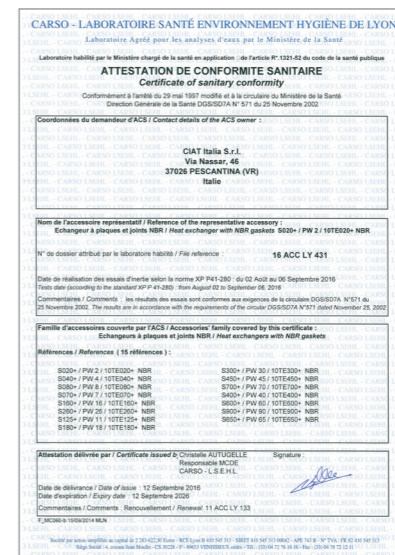 CARSO - LABORATOIRE SANTÉ ENVIRONNEMENT HYGIÈNE DE LYON
Laboratoire Agréé pour les analyses d'eaux par le Ministère de la Santé
Laboratoire habilité par le Ministère chargé de la santé en application : de l'article R*.1321-52 du code de la santé publique
ATTESTATION DE CONFORMITE SANITAIRE
Certificate of sanitary conformity
Conformément à l'arrêté du 29 mai 1997 modifié et à la circulaire du Ministère de la Santé
Direction Générale de la Santé DGS/SD7A N° 571 du 25 Novembre 2002
Coordonnées du demandeur d'ACS / Contact details of the ACS owner :
CIAT Italia S.r.l.
Via Nassar, 46
37026 PESCANTINA (VR)
Italie
Nom de l'accessoire représentatif / Reference of the representative accessory :
Echangeur à plaques et joints NBR / Heat exchanger with NBR gaskets S020+ / PW 2 / 10TE020+ NBR
N° de dossier attribué par le laboratoire habilité / File reference : 16 ACC LY 431
Date de réalisation des essais d'inertie selon la norme XP P41-280) : du 02 Août au 06 Septembre 2016
Tests date (according to the standard XP P 41-280) : from August 02 to September 06, 2016
Commentaires / Comments : les résultats des essais sont conformes aux exigences de la circulaire DGS/SD7A N°571 du
25 Novembre 2002. The results are in accordance with the requirements of the circular DGS/SD7A N°571 dated November 25, 2002
Famille d'accessoires couverte par l'ACS / Accessories' family covered by this certificate :
Echangeurs à plaques et joints NBR / Heat exchangers with NBR gaskets
Références / References ( 15 références ) :
S020+ / PW 2 / 10TE020+ NBR
S040+ / PW 4 / 10TE040+ NBR
S080+ / PW 8 / 10TE080+ NBR
S070+ / PW 7 / 10TE070+ NBR
S160+ / PW 16 / 10TE160+ NBR
S260+ / PW 26 / 10TE260+ NBR
S125+ / PW 11 / 10TE125+ NBR
S180+ / PW 18 / 10TE180+ NBR
S300+ / PW 30 / 10TE300+ NBR
S450+ / PW 45 / 10TE450+ NBR
S700+ / PW 70 / 10TE700+ NBR
S400+ / PW 40 / 10TE400+ NBR
S600+ / PW 60 / 10TE600+ NBR
S900+ / PW 90 / 10TE900+ NBR
S650+ / PW 65 / 10TE650+ NBR
Attestation délivrée par / Certificate issued by Christelle AUTUGELLE Signature :
Responsable MCDE
CARSO - L.S.E.H.L.
Date de délivrance / Date of issue : 12 Septembre 2016
Date d'expiration / Expiry date : 12 Septembre 2026
Commentaires / Comments : Renouvellement / Renewal 11 ACC LY 133